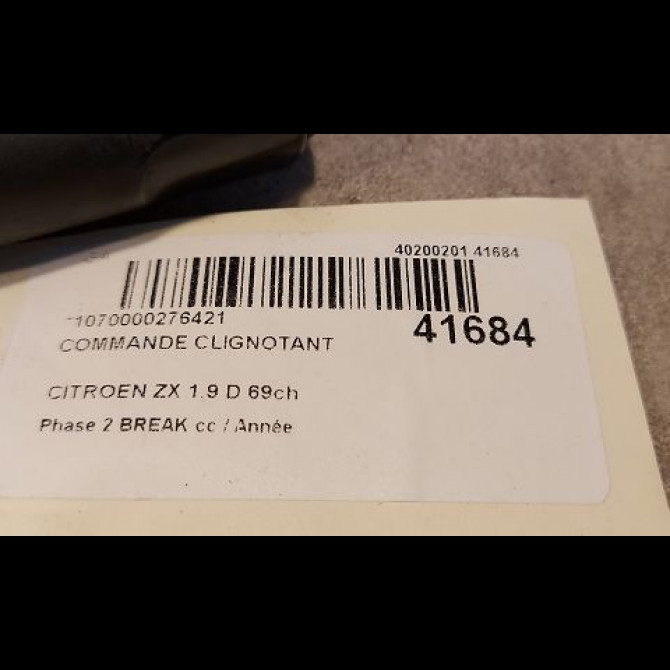 40200201 41684
1070000276421
41684
COMMANDE CLIGNOTANT
CITROEN ZX 1.9 D 69ch
Phase 2 BREAK cc / Année